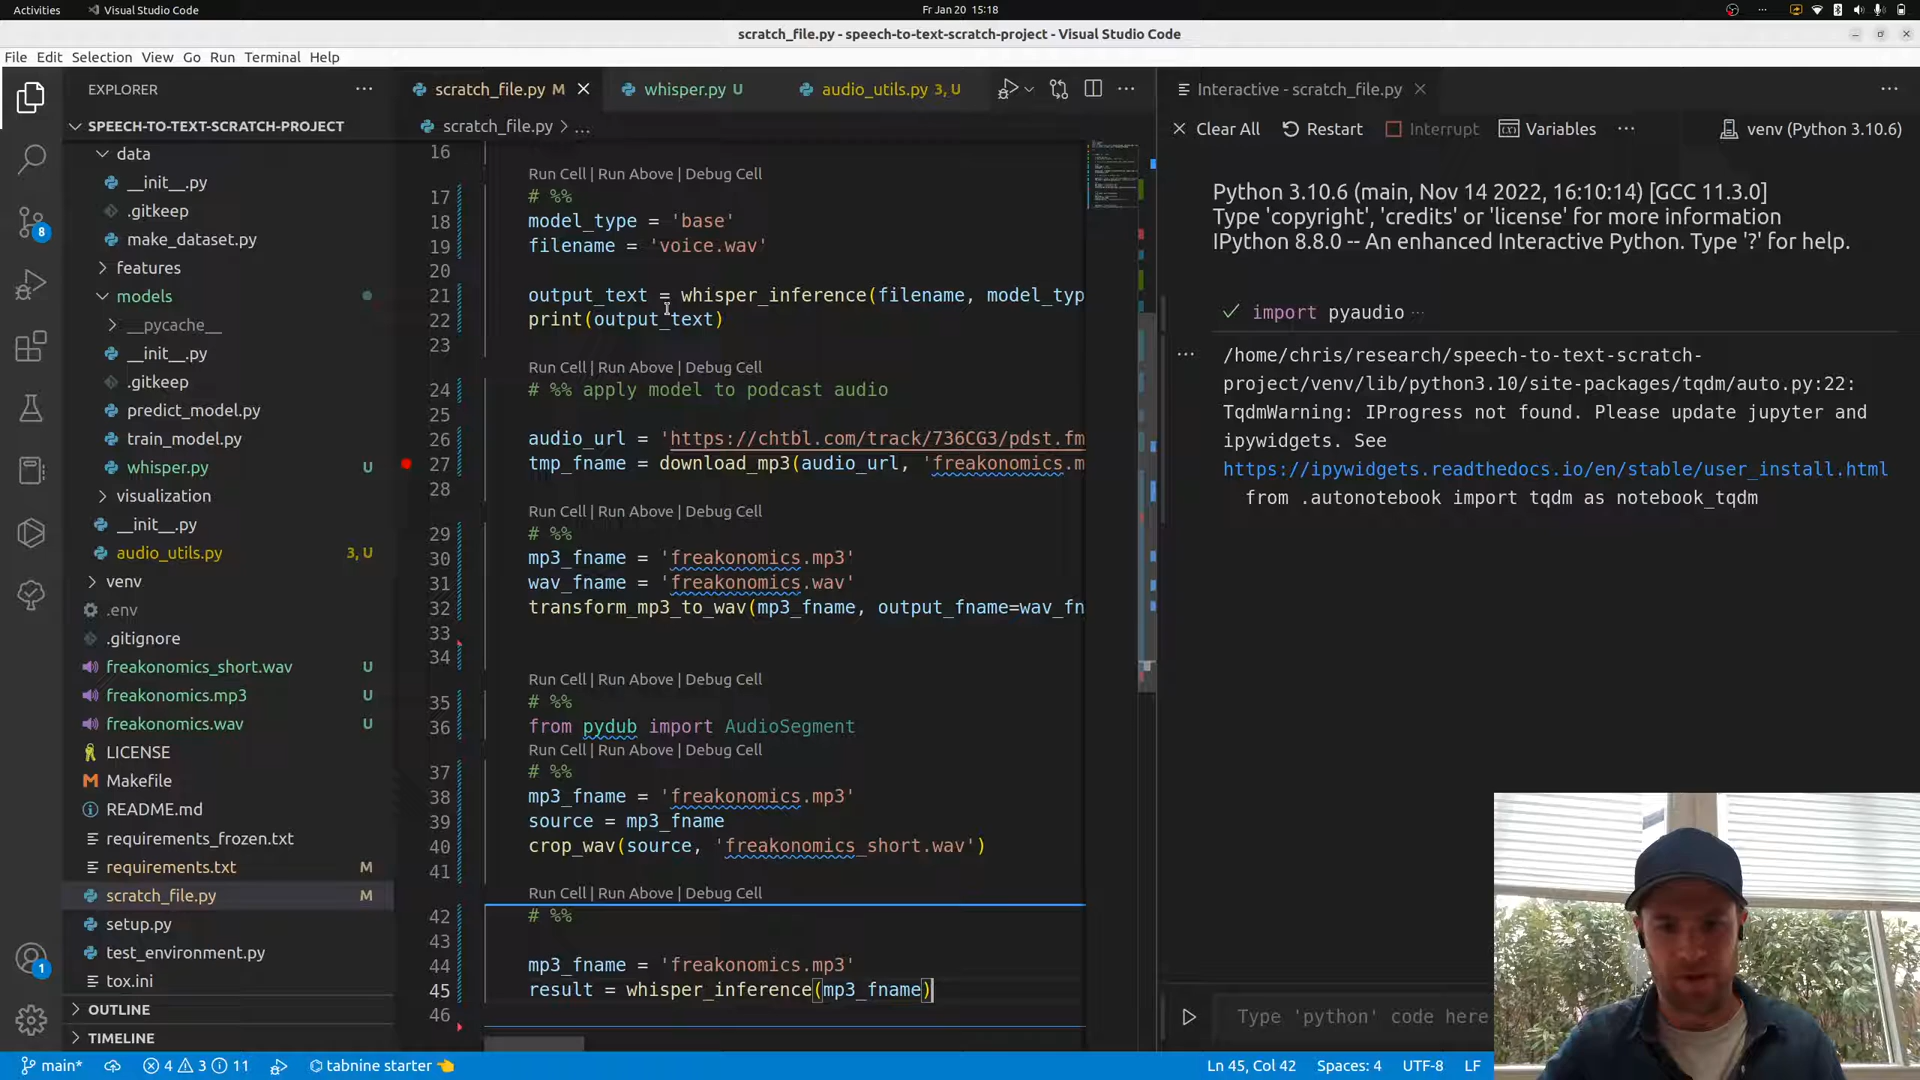 Activities
Visual Studio Code
Fr Jan 20 15:18
scratch_file.py - speech-to-text-scratch-project - Visual Studio Code
File Edit Selection View Go Run Terminal Help
EXPLORER
SPEECH-TO-TEXT-SCRATCH-PROJECT
data
__init__.py
.gitkeep
make_dataset.py
features
models
__pycache__
__init__.py
.gitkeep
predict_model.py
train_model.py
whisper.py U
visualization
__init__.py
audio_utils.py 3, U
venv
.env
.gitignore
freakonomics_short.wav U
freakonomics.mp3 U
freakonomics.wav U
LICENSE
Makefile
README.md
requirements_frozen.txt
requirements.txt M
scratch_file.py M
setup.py
test_environment.py
tox.ini
OUTLINE
TIMELINE
8
1
scratch_file.py M
whisper.py U
audio_utils.py 3, U
scratch_file.py > ...
16
Run Cell | Run Above | Debug Cell
17 # %%
18 model_type = 'base'
19 filename = 'voice.wav'
20
21 output_text = whisper_inference(filename, model_typ
22 print(output_text)
23
Run Cell | Run Above | Debug Cell
24 # %% apply model to podcast audio
25
26 audio_url = 'https://chtbl.com/track/736CG3/pdst.fm
27 tmp_fname = download_mp3(audio_url, 'freakonomics.m
28
Run Cell | Run Above | Debug Cell
29 # %%
30 mp3_fname = 'freakonomics.mp3'
31 wav_fname = 'freakonomics.wav'
32 transform_mp3_to_wav(mp3_fname, output_fname=wav_fn
33
34
Run Cell | Run Above | Debug Cell
35 # %%
36 from pydub import AudioSegment
Run Cell | Run Above | Debug Cell
37 # %%
38 mp3_fname = 'freakonomics.mp3'
39 source = mp3_fname
40 crop_wav(source, 'freakonomics_short.wav')
41
Run Cell | Run Above | Debug Cell
42 # %%
43
44 mp3_fname = 'freakonomics.mp3'
45 result = whisper_inference(mp3_fname)
46
Interactive - scratch_file.py
Clear All Restart Interrupt Variables ... venv (Python 3.10.6)
Python 3.10.6 (main, Nov 14 2022, 16:10:14) [GCC 11.3.0]
Type 'copyright', 'credits' or 'license' for more information
IPython 8.8.0 -- An enhanced Interactive Python. Type '?' for help.
import pyaudio ...
/home/chris/research/speech-to-text-scratch-
project/venv/lib/python3.10/site-packages/tqdm/auto.py:22:
TqdmWarning: IProgress not found. Please update jupyter and
ipywidgets. See
https://ipywidgets.readthedocs.io/en/stable/user_install.html
from .autonotebook import tqdm as notebook_tqdm
Type 'python' code here
main* 4 3 11 tabnine starter
Ln 45, Col 42 Spaces: 4 UTF-8 LF